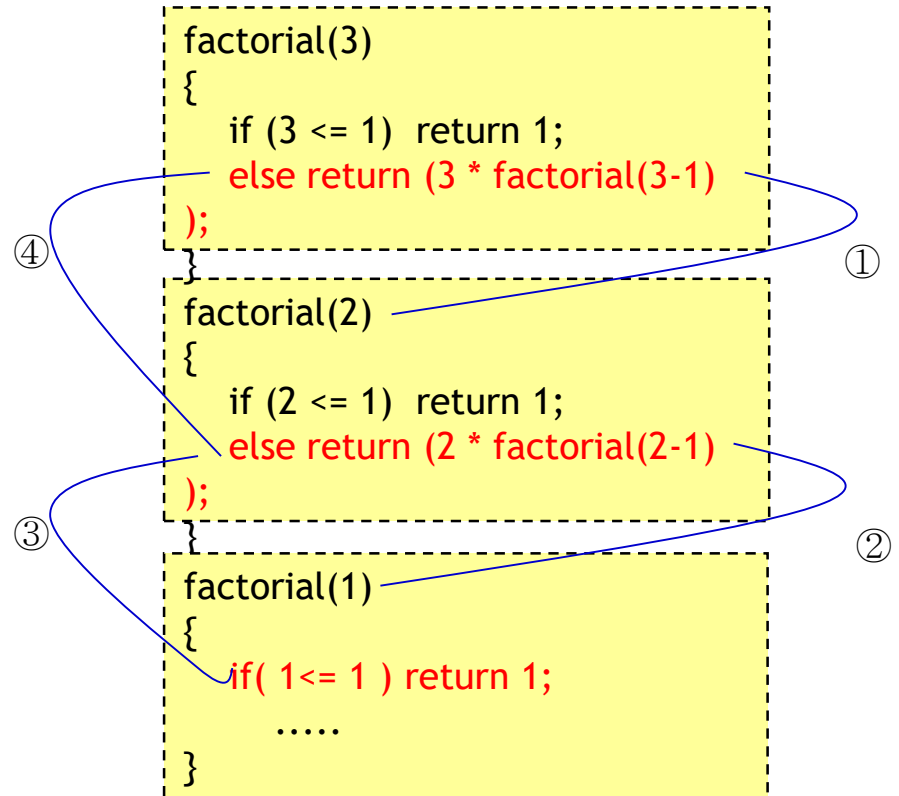 factorial(3)
{
if (3 <= 1) return 1;
else return (3 * factorial(3-1)
);
}
④
①
factorial(2)
{
if (2 <= 1) return 1;
else return (2 * factorial(2-1)
);
}
③
②
factorial(1)
{
if( 1<= 1 ) return 1;
.....
}